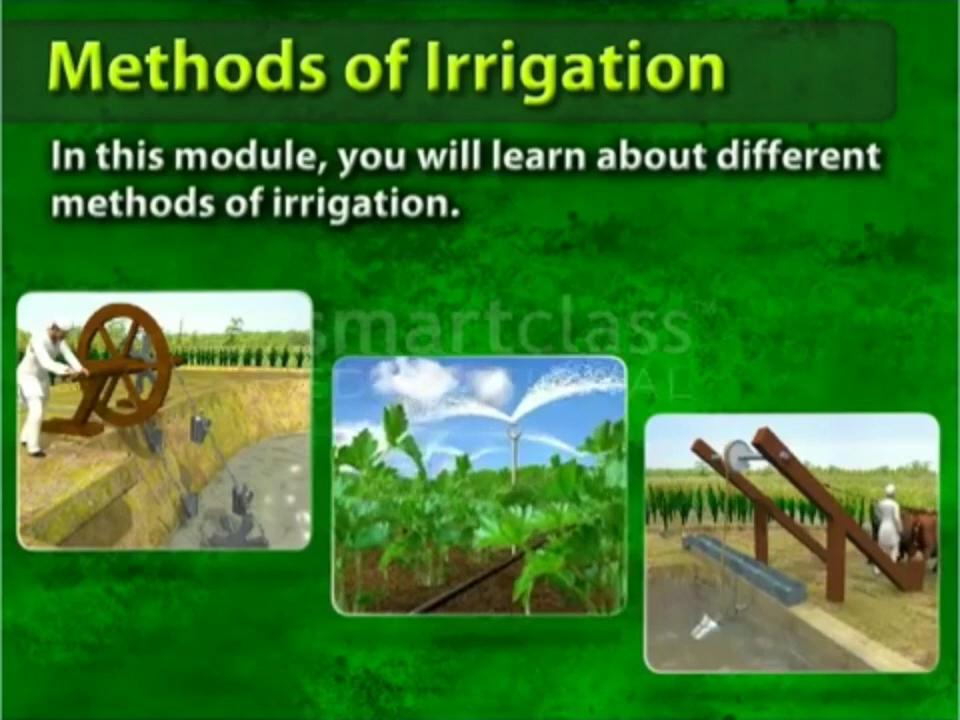 Methods of Irrigation
In this module, you will learn about different
methods of irrigation.
smartclass